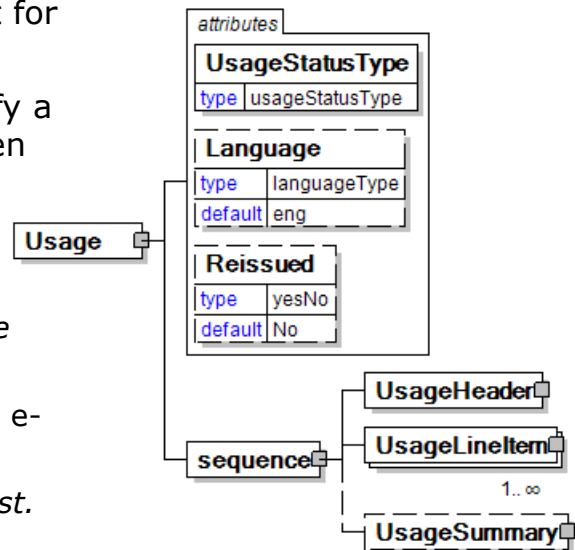 t for
fy a
en
e
e-
st.
attributes
UsageStatusType
type usageStatusType
Language
type languageType
default eng
Reissued
type yesNo
default No
Usage
sequence
UsageHeader
UsageLineItem
1..∞
UsageSummary